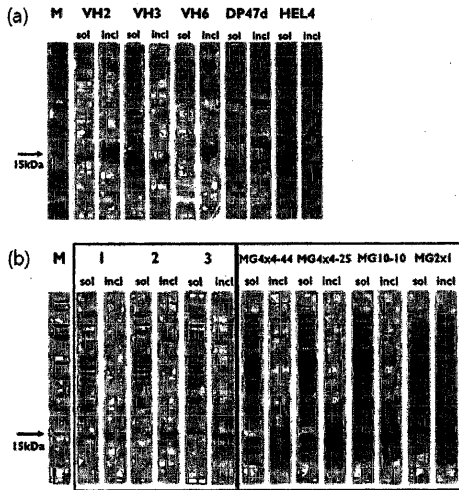 (a)
M VH2 VH3 VH6 DP47d HEL4
sol incl sol incl sol incl sol incl sol incl
15kDa
(b)
M 1 2 3 MG4x4-44 MG4x4-25 MG10-10 MG2x1
sol incl sol incl sol incl sol incl sol incl sol incl sol incl
15kDa